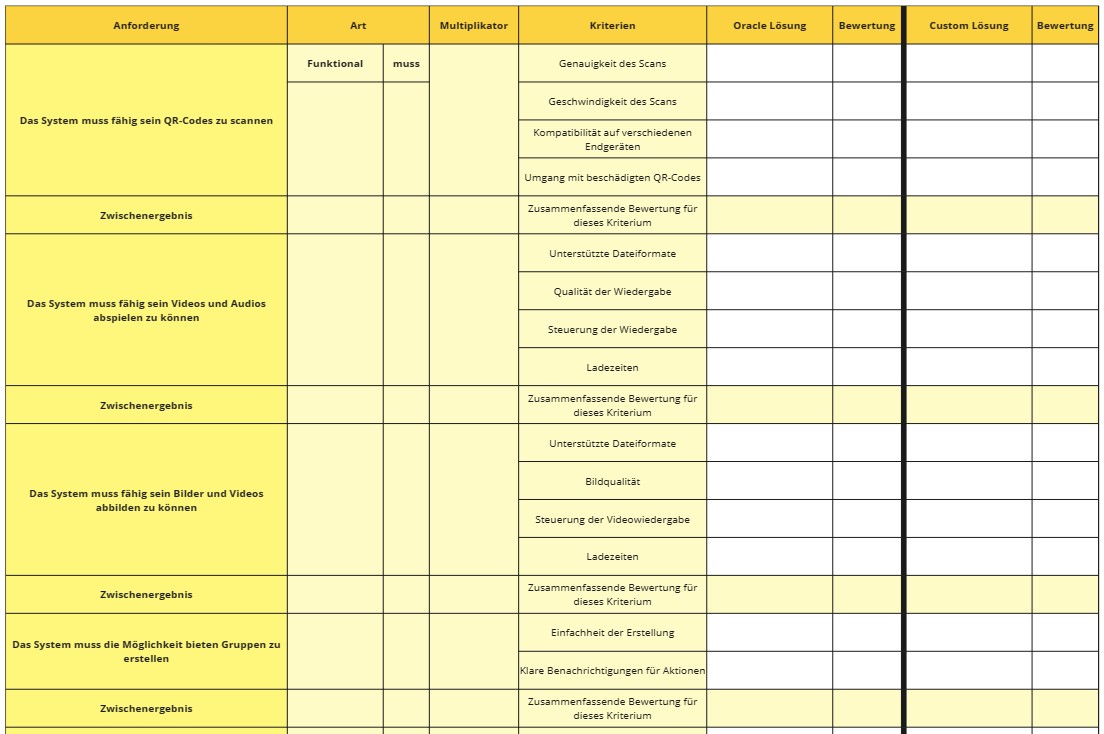 Anforderung Art Multiplikator Kriterien Oracle Lösung Bewertung Custom Lösung Bewertung
Funktional muss Genauigkeit des Scans
Das System muss fähig sein QR-Codes zu scannen
Geschwindigkeit des Scans
Kompatibilität auf verschiedenen
Endgeräten
Umgang mit beschädigten QR-Codes
Zwischenergebnis
Zusammenfassende Bewertung für
dieses Kriterium
Das System muss fähig sein Videos und Audios
abspielen zu können
Unterstützte Dateiformate
Qualität der Wiedergabe
Steuerung der Wiedergabe
Ladezeiten
Zwischenergebnis
Zusammenfassende Bewertung für
dieses Kriterium
Das System muss fähig sein Bilder und Videos
abbilden zu können
Unterstützte Dateiformate
Bildqualität
Steuerung der Videowiedergabe
Ladezeiten
Zwischenergebnis
Zusammenfassende Bewertung für
dieses Kriterium
Das System muss die Möglichkeit bieten Gruppen zu
erstellen
Einfachheit der Erstellung
Klare Benachrichtigungen für Aktionen
Zwischenergebnis
Zusammenfassende Bewertung für
dieses Kriterium